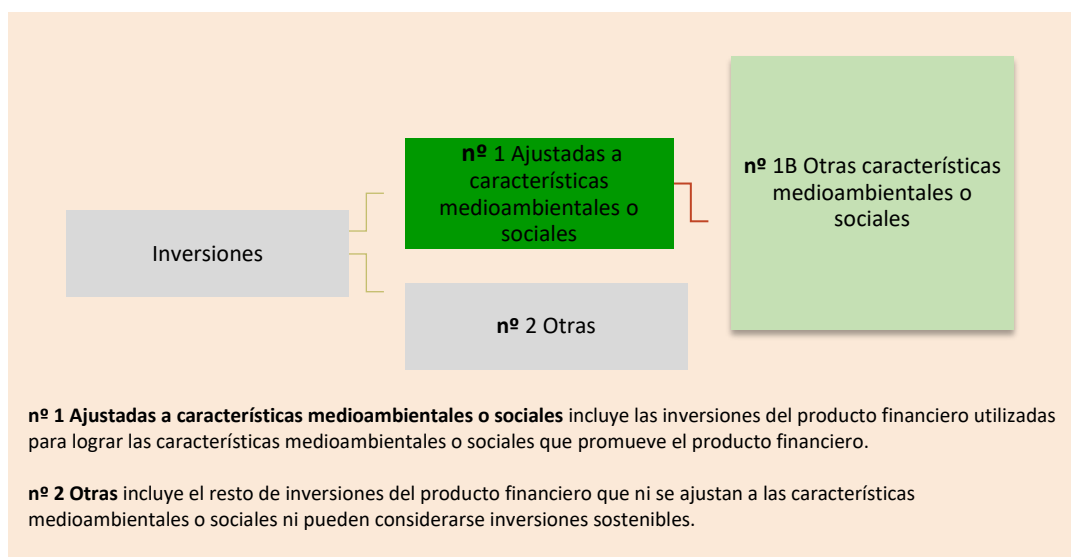 nº 1 Ajustadas a
características
medioambientales o
sociales
nº 1B Otras características
medioambientales o
sociales
Inversiones
nº 2 Otras
nº 1 Ajustadas a características medioambientales o sociales incluye las inversiones del producto financiero utilizadas
para lograr las características medioambientales o sociales que promueve el producto financiero.
nº 2 Otras incluye el resto de inversiones del producto financiero que ni se ajustan a las características
medioambientales o sociales ni pueden considerarse inversiones sostenibles.